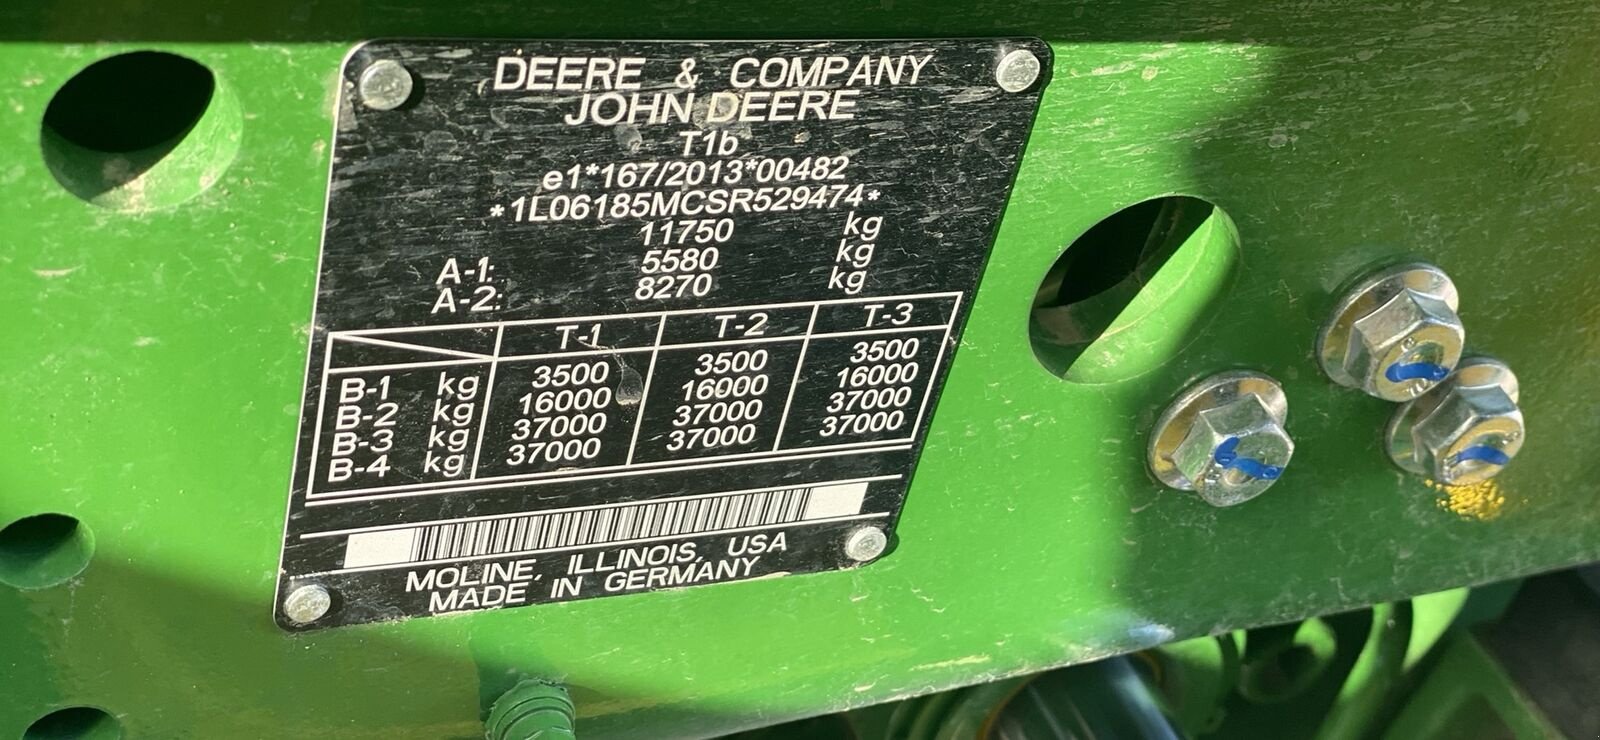 DEERE & COMPANY
JOHN DEERE
T1b
e1*167/2013*00482
*1L06185MCSR529474*
11750 kg
A-1: 5580 kg
A-2: 8270 kg
T-1 T-2 T-3
B-1 kg 3500 3500 3500
B-2 kg 16000 16000 16000
B-3 kg 37000 37000 37000
B-4 kg 37000 37000 37000
MOLINE, ILLINOIS, USA
MADE IN GERMANY